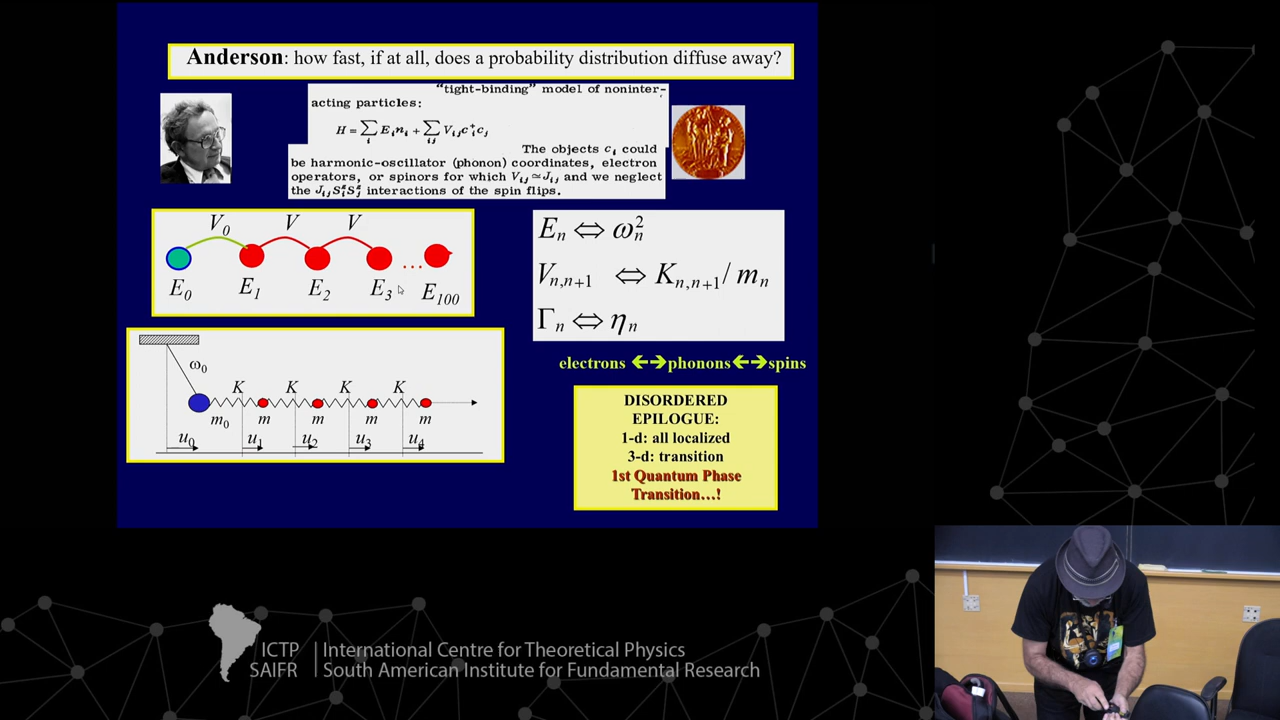 Anderson: how fast, if at all, does a probability distribution diffuse away?
"tight-binding" model of noninter-
acting particles:
H = ∑_i E_i n_i + ∑_ij V_ij c_i^+ c_j
The objects c_i could
be harmonic-oscillator (phonon) coordinates, electron
operators, or spinors for which V_ij ≃ J_ij and we neglect
the J_ij S_i^z S_j^z interactions of the spin flips.
V_0 V V
...
E_0 E_1 E_2 E_3 E_100
E_n ⇔ ω_n^2
V_n,n+1 ⇔ K_n,n+1 / m_n
Γ_n ⇔ η_n
electrons ←→phonons←→spins
ω_0
K K K K
m_0 m m m m
u_0 u_1 u_2 u_3 u_4
DISORDERED
EPILOGUE:
1-d: all localized
3-d: transition
1st Quantum Phase
Transition…!
ICTP
SAIFR
International Centre for Theoretical Physics
South American Institute for Fundamental Research